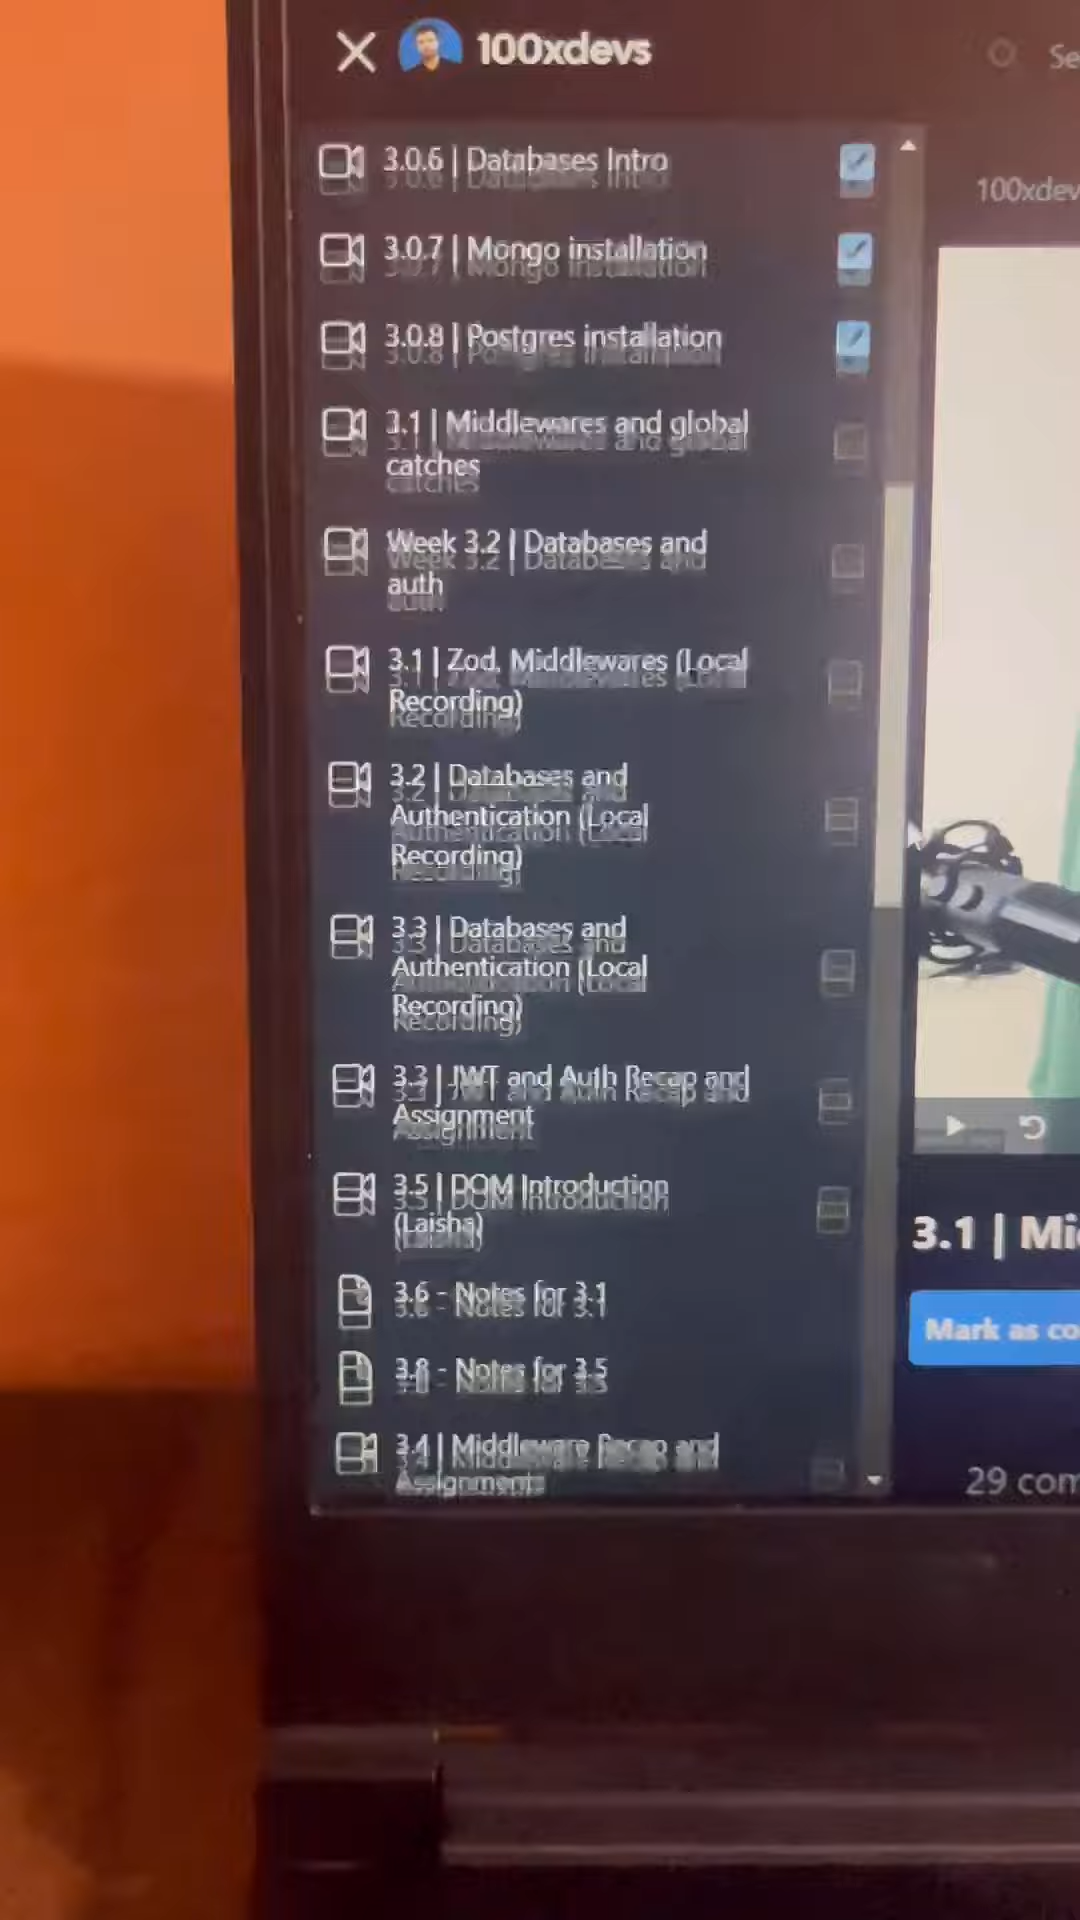 100xdevs
Se
3.0.6 | Databases Intro
100xdev
3.0.7 | Mongo installation
3.0.8 | Postgres installation
3.1 | Middlewares and global
catches
Week 3.2 | Databases and
auth
3.1 | Zod, Middlewares (Local
Recording)
3.2 | Databases and
Authentication (Local
Recording)
3.3 | Databases and
Authentication (Local
Recording)
3.3 | JWT and Auth Recap and
Assignment
3.5 | DOM Introduction
(Laisha)
3.6 - Notes for 3.1
3.8 - Notes for 3.5
3.4 | Middleware Recap and
Assignments
3.1 | Mi
Mark as co
29 com